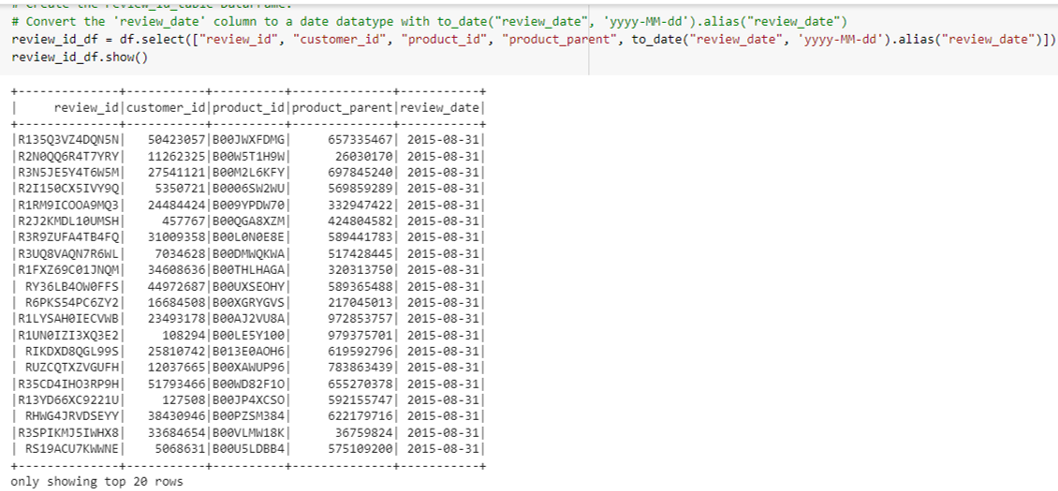 # Create the review_id_table DataFrame.
# Convert the 'review_date' column to a date datatype with to_date("review_date", 'yyyy-MM-dd').alias("review_date")
review_id_df = df.select(["review_id", "customer_id", "product_id", "product_parent", to_date("review_date", 'yyyy-MM-dd').alias("review_date")])
review_id_df.show()
+--------------+-----------+----------+--------------+-----------+
|     review_id|customer_id|product_id|product_parent|review_date|
+--------------+-----------+----------+--------------+-----------+
|R135Q3VZ4DQN5N|   50423057|B00JWXFDMG|     657335467| 2015-08-31|
|R2N0QQ6R4T7YRY|   11262325|B00W5T1H9W|      26030170| 2015-08-31|
|R3N5JE5Y4T6W5M|   27541121|B00M2L6KFY|     697845240| 2015-08-31|
|R2I150CX5IVY9Q|    5350721|B0006SW2WU|     569859289| 2015-08-31|
|R1RM9ICOOA9MQ3|   24484424|B009YPDW70|     332947422| 2015-08-31|
|R2J2KMDL10UMSH|     457767|B00QGA8XZM|     424804582| 2015-08-31|
|R3R9ZUFA4TB4FQ|   31009358|B00L0N0E8E|     589441783| 2015-08-31|
|R3UQ8VAQN7R6WL|    7034628|B00DMWQKWA|     517428445| 2015-08-31|
|R1FXZ69C01JNQM|   34608636|B00THLHAGA|     320313750| 2015-08-31|
| RY36LB4OW0FFS|   44972687|B00UXSEOHY|     589365488| 2015-08-31|
| R6PKS54PC6ZY2|   16684508|B00XGRYGVS|     217045013| 2015-08-31|
|R1LYSAH0IECVWB|   23493178|B00AJ2VU8A|     972853757| 2015-08-31|
|R1UN0IZI3XQ3E2|     108294|B00LE5Y100|     979375701| 2015-08-31|
| RIKDXD8QGL99S|   25810742|B013E0AOH6|     619592796| 2015-08-31|
| RUZCQTXZVGUFH|   12037665|B00XAWUP96|     783863439| 2015-08-31|
|R35CD4IHO3RP9H|   51793466|B00WD82F1O|     655270378| 2015-08-31|
|R13YD66XC9221U|     127508|B00JP4XCSO|     592155747| 2015-08-31|
| RHWG4JRVDSEYY|   38430946|B00PZSM384|     622179716| 2015-08-31|
|R3SPIKMJ5IWHX8|   33684654|B00VLMW18K|      36759824| 2015-08-31|
| RS19ACU7KWWNE|    5068631|B00U5LDBB4|     575109200| 2015-08-31|
+--------------+-----------+----------+--------------+-----------+
only showing top 20 rows